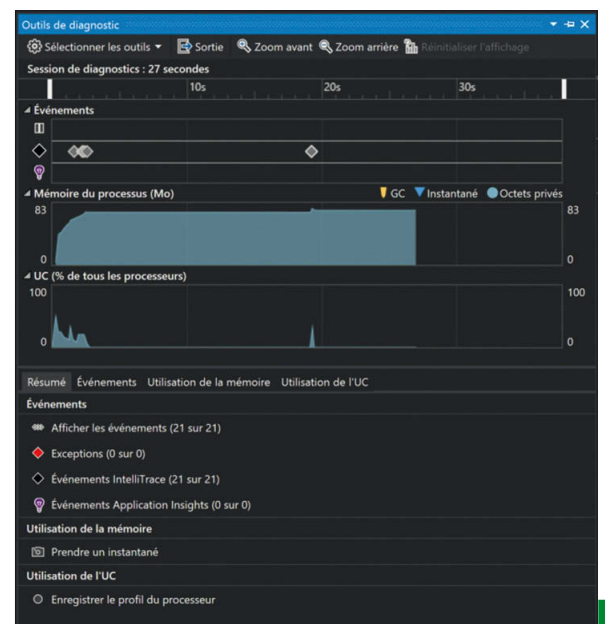 Outils de diagnostic
Sélectionner les outils Sortie Zoom avant Zoom arrière Réinitialiser l'affichage
Session de diagnostics : 27 secondes
10s 20s 30s
Événements
Mémoire du processus (Mo) GC Instantané Octets privés
83 83
0 0
UC (% de tous les processeurs)
100 100
0 0
Résumé Événements Utilisation de la mémoire Utilisation de l'UC
Événements
Afficher les événements (21 sur 21)
Exceptions (0 sur 0)
Événements IntelliTrace (21 sur 21)
Événements Application Insights (0 sur 0)
Utilisation de la mémoire
Prendre un instantané
Utilisation de l'UC
Enregistrer le profil du processeur